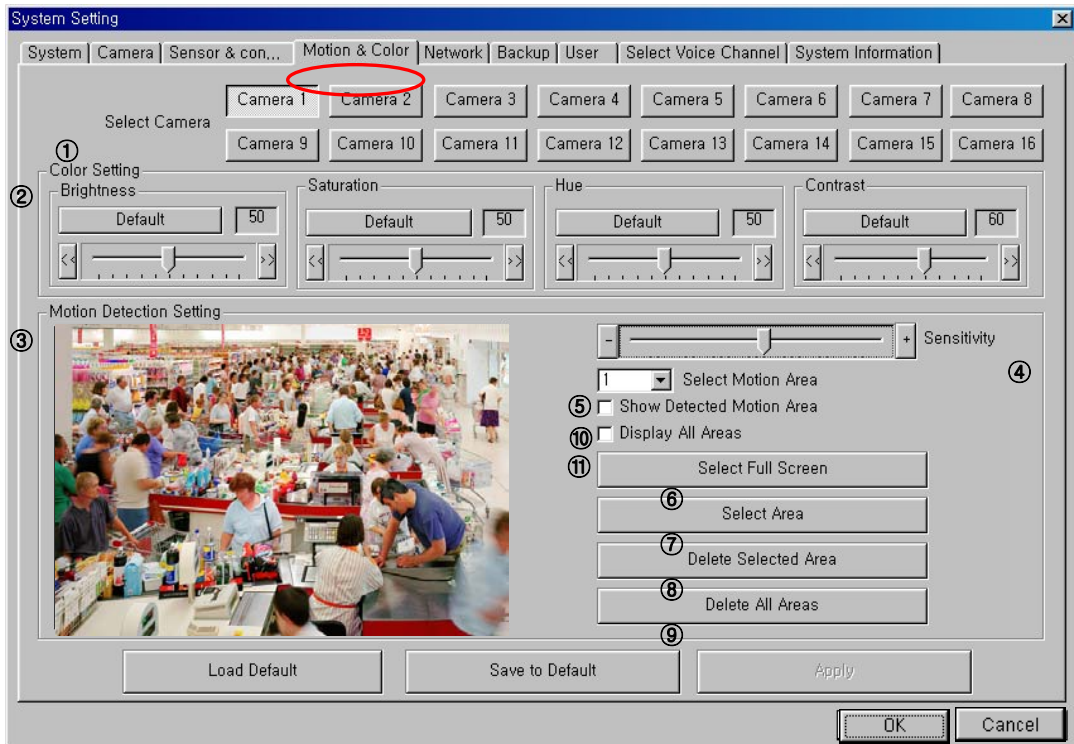 System Setting
System Camera Sensor & con... Motion & Color Network Backup User Select Voice Channel System Information
Select Camera
Camera 1 Camera 2 Camera 3 Camera 4 Camera 5 Camera 6 Camera 7 Camera 8
Camera 9 Camera 10 Camera 11 Camera 12 Camera 13 Camera 14 Camera 15 Camera 16
①
Color Setting
②
Brightness Saturation Hue Contrast
Default 50 Default 50 Default 50 Default 60
<< >> << >> << >> << >>
Motion Detection Setting
③
- + Sensitivity
④
1 Select Motion Area
⑤ Show Detected Motion Area
⑩ Display All Areas
⑪ Select Full Screen
⑥
Select Area
⑦
Delete Selected Area
⑧
Delete All Areas
⑨
Load Default Save to Default Apply
OK Cancel